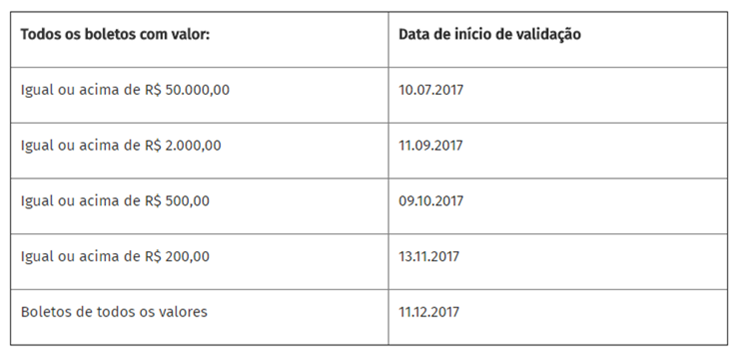 Todos os boletos com valor: Data de início de validação
Igual ou acima de R$ 50.000,00 10.07.2017
Igual ou acima de R$ 2.000,00 11.09.2017
Igual ou acima de R$ 500,00 09.10.2017
Igual ou acima de R$ 200,00 13.11.2017
Boletos de todos os valores 11.12.2017